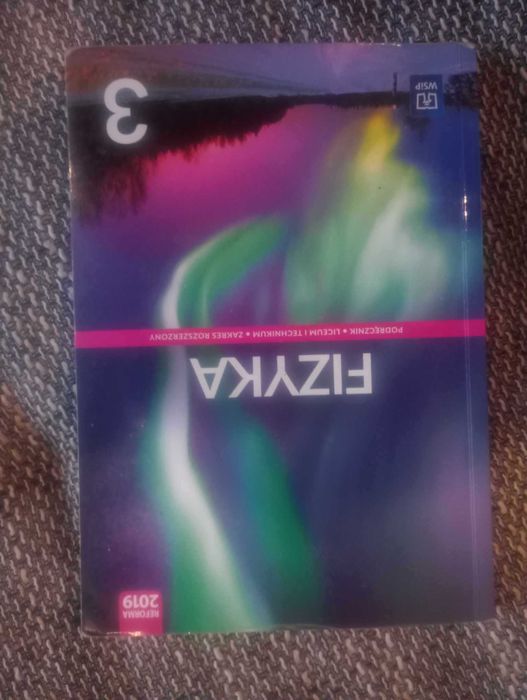 REFORMA
2019
FIZYKA
PODRĘCZNIK • LICEUM I TECHNIKUM • ZAKRES ROZSZERZONY
WSiP
3